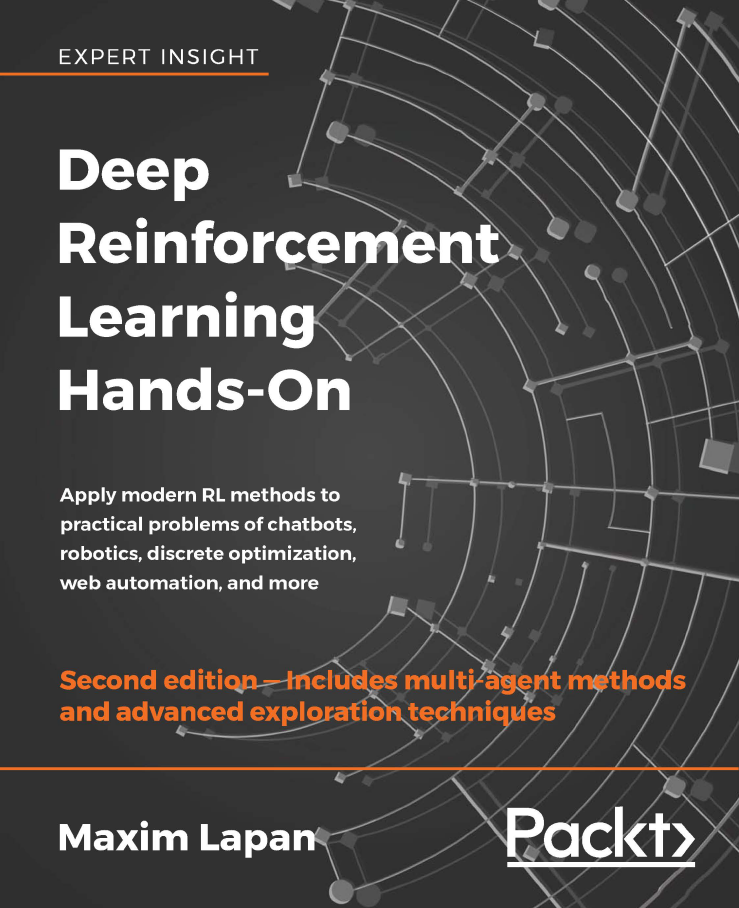 EXPERT INSIGHT
Deep
Reinforcement
Learning
Hands-On
Apply modern RL methods to
practical problems of chatbots,
robotics, discrete optimization,
web automation, and more
Second edition – Includes multi-agent methods
and advanced exploration techniques
Maxim Lapan
Packt>